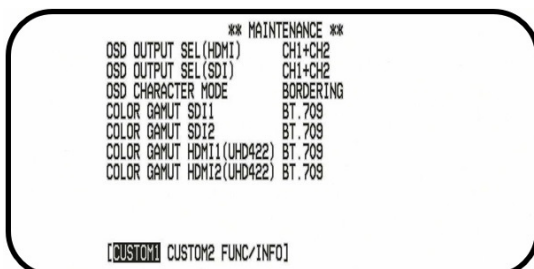 ** MAINTENANCE **
OSD OUTPUT SEL(HDMI) CH1+CH2
OSD OUTPUT SEL(SDI) CH1+CH2
OSD CHARACTER MODE BORDERING
COLOR GAMUT SDI1 BT.709
COLOR GAMUT SDI2 BT.709
COLOR GAMUT HDMI1(UHD422) BT.709
COLOR GAMUT HDMI2(UHD422) BT.709
[CUSTOM1 CUSTOM2 FUNC/INFO]